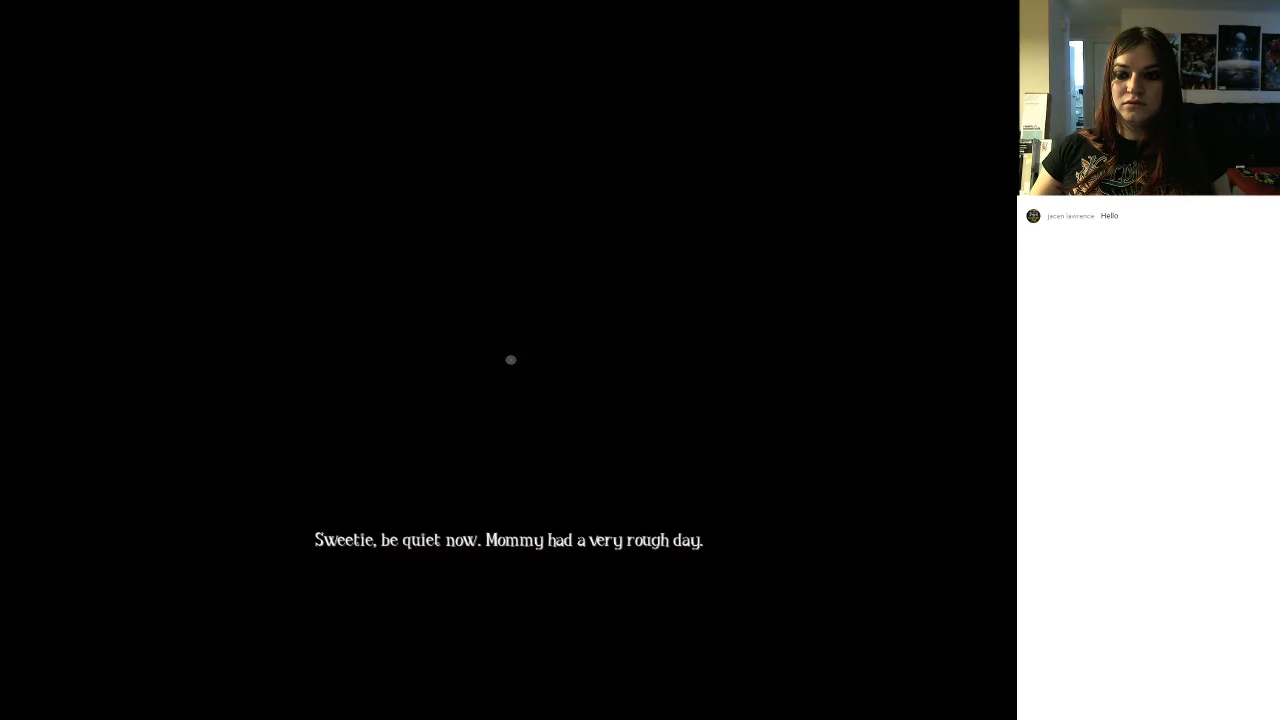 jacen lawrence Hello
Sweetie, be quiet now. Mommy had a very rough day.